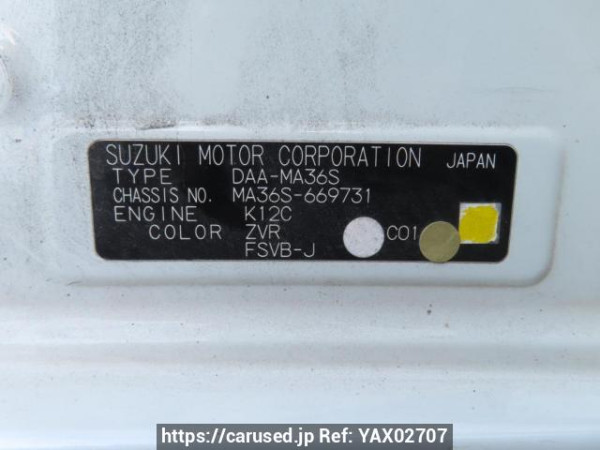 SUZUKI MOTOR CORPORATION JAPAN
TYPE DAA-MA36S
CHASSIS NO. MA36S-669731
ENGINE K12C
COLOR ZVR C01
FSVB-J
https://carused.jp Ref: YAX02707